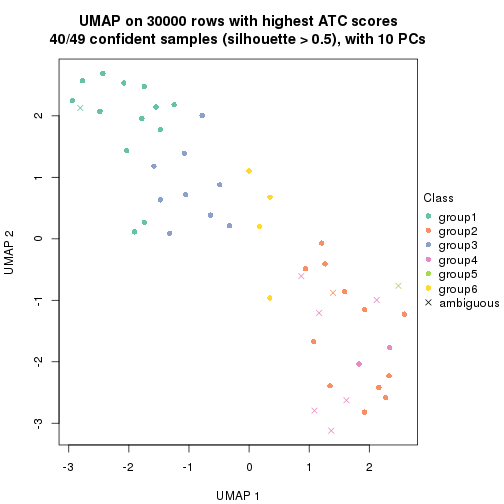 UMAP on 30000 rows with highest ATC scores
40/49 confident samples (silhouette > 0.5), with 10 PCs
UMAP 2
2
1
0
-1
-2
-3
-3
-2
-1
0
1
2
UMAP 1
Class
group1
group2
group3
group4
group5
group6
ambiguous